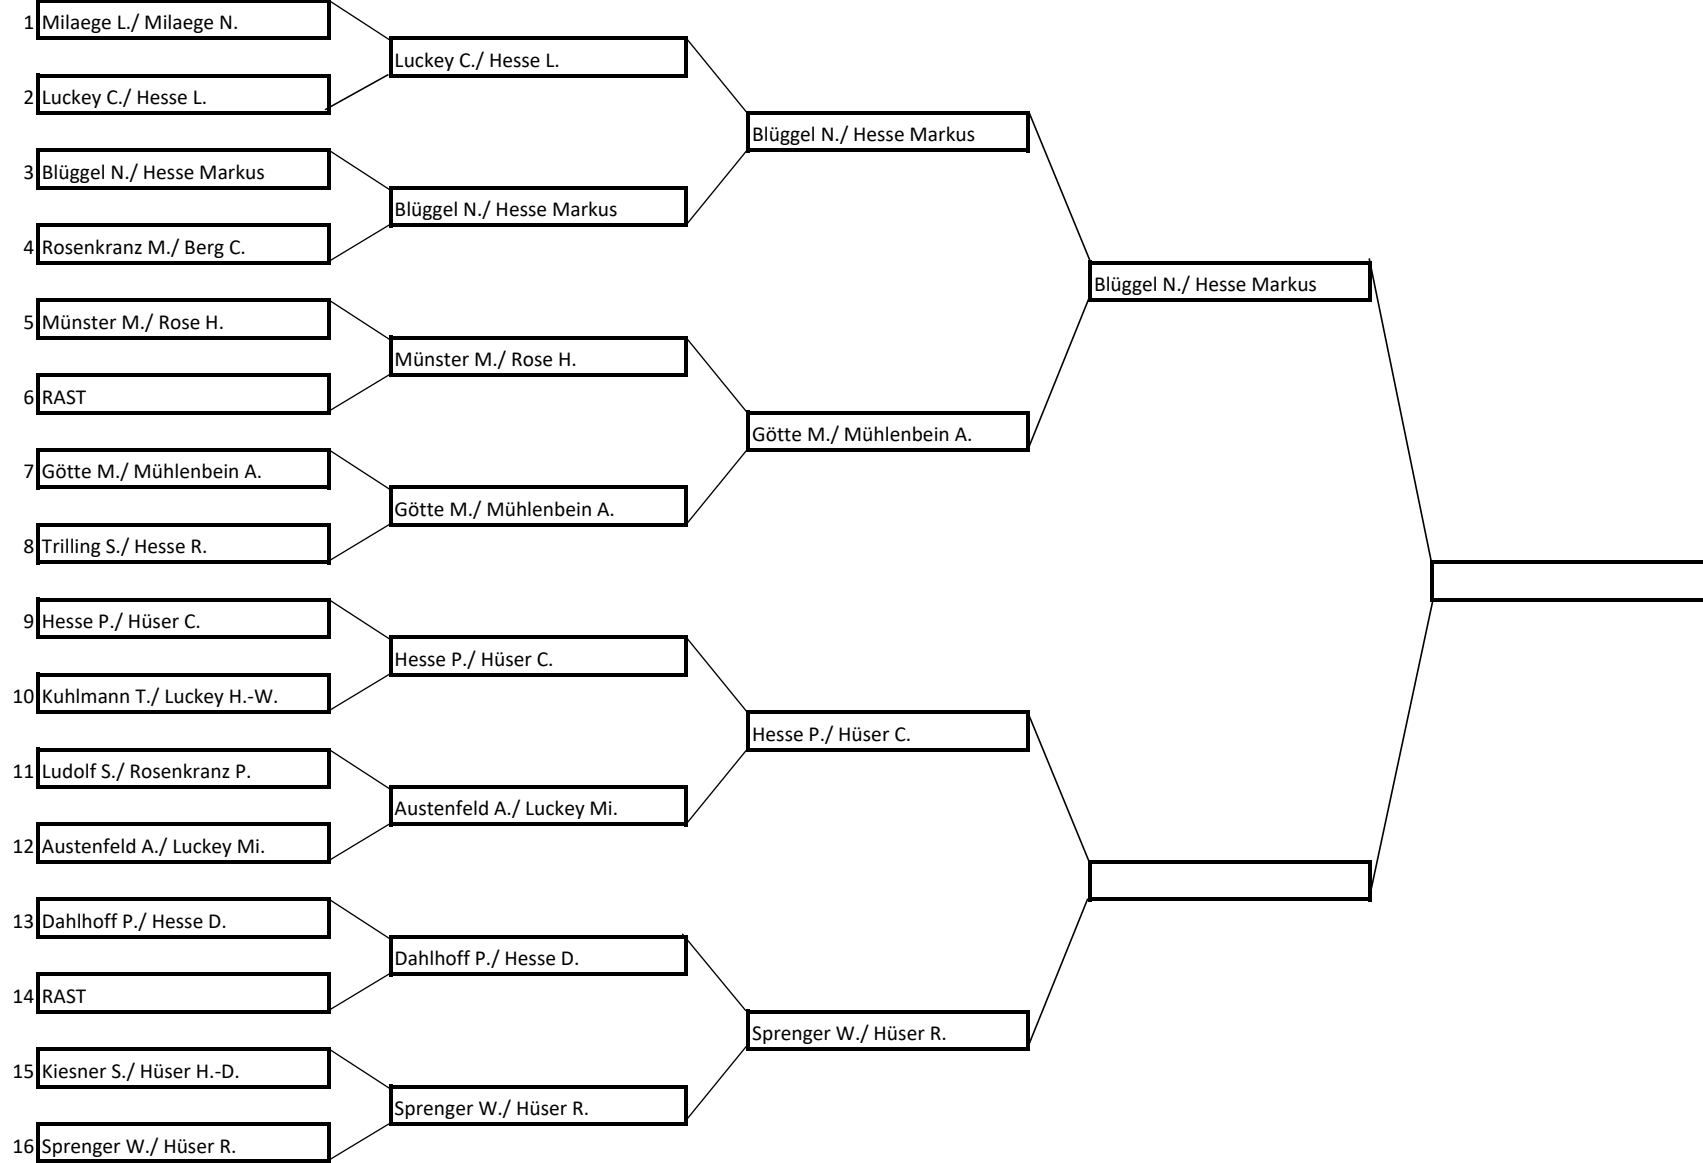 1 Milaege L./ Milaege N.
Luckey C./ Hesse L.
2 Luckey C./ Hesse L.
Blüggel N./ Hesse Markus
3 Blüggel N./ Hesse Markus
Blüggel N./ Hesse Markus
4 Rosenkranz M./ Berg C.
Blüggel N./ Hesse Markus
5 Münster M./ Rose H.
Münster M./ Rose H.
6 RAST
Götte M./ Mühlenbein A.
7 Götte M./ Mühlenbein A.
Götte M./ Mühlenbein A.
8 Trilling S./ Hesse R.
9 Hesse P./ Hüser C.
Hesse P./ Hüser C.
10 Kuhlmann T./ Luckey H.-W.
Hesse P./ Hüser C.
11 Ludolf S./ Rosenkranz P.
Austenfeld A./ Luckey Mi.
12 Austenfeld A./ Luckey Mi.
13 Dahlhoff P./ Hesse D.
Dahlhoff P./ Hesse D.
14 RAST
Sprenger W./ Hüser R.
15 Kiesner S./ Hüser H.-D.
Sprenger W./ Hüser R.
16 Sprenger W./ Hüser R.